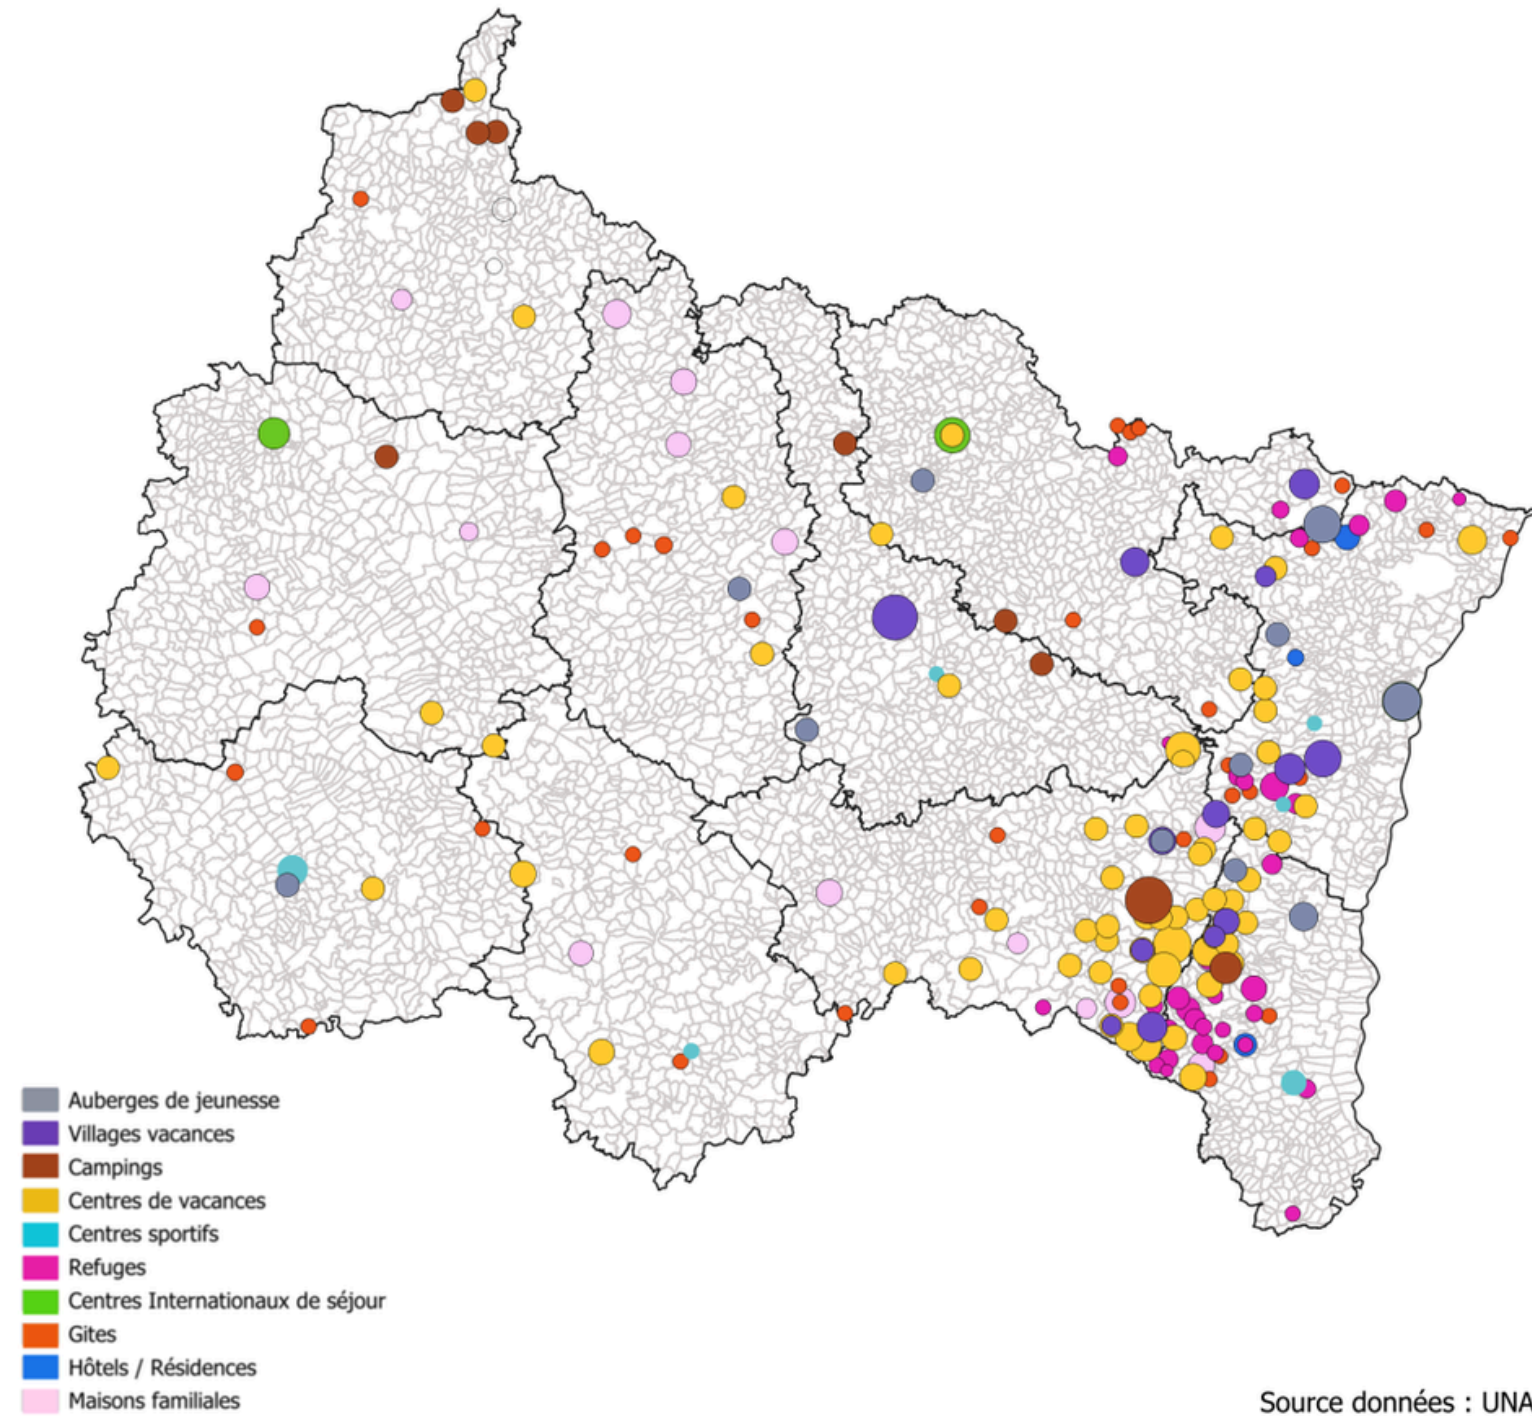 Auberges de jeunesse
Villages vacances
Campings
Centres de vacances
Centres sportifs
Refuges
Centres Internationaux de séjour
Gites
Hôtels / Résidences
Maisons familiales
Source données : UNA